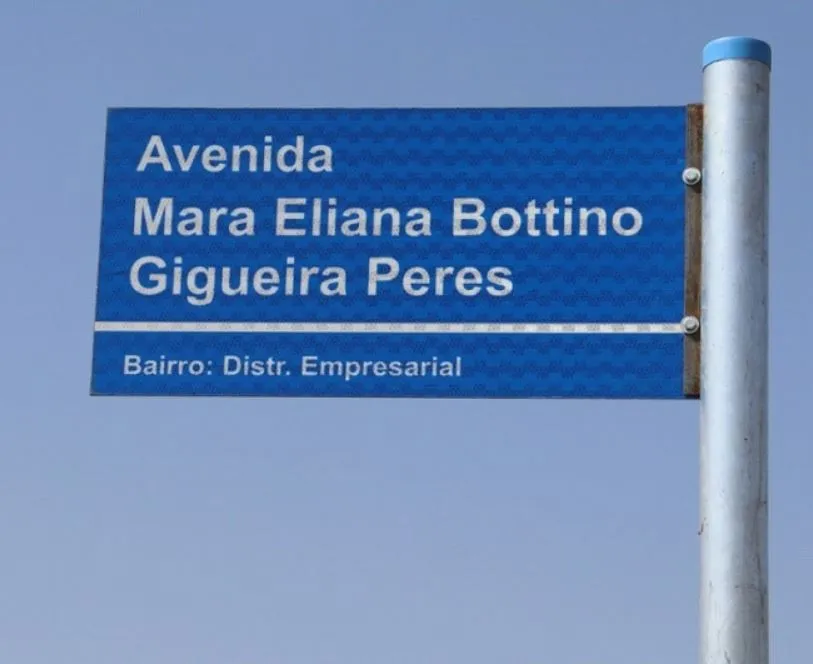 Avenida
Mara Eliana Bottino
Gigueira Peres
Bairro: Distr. Empresarial